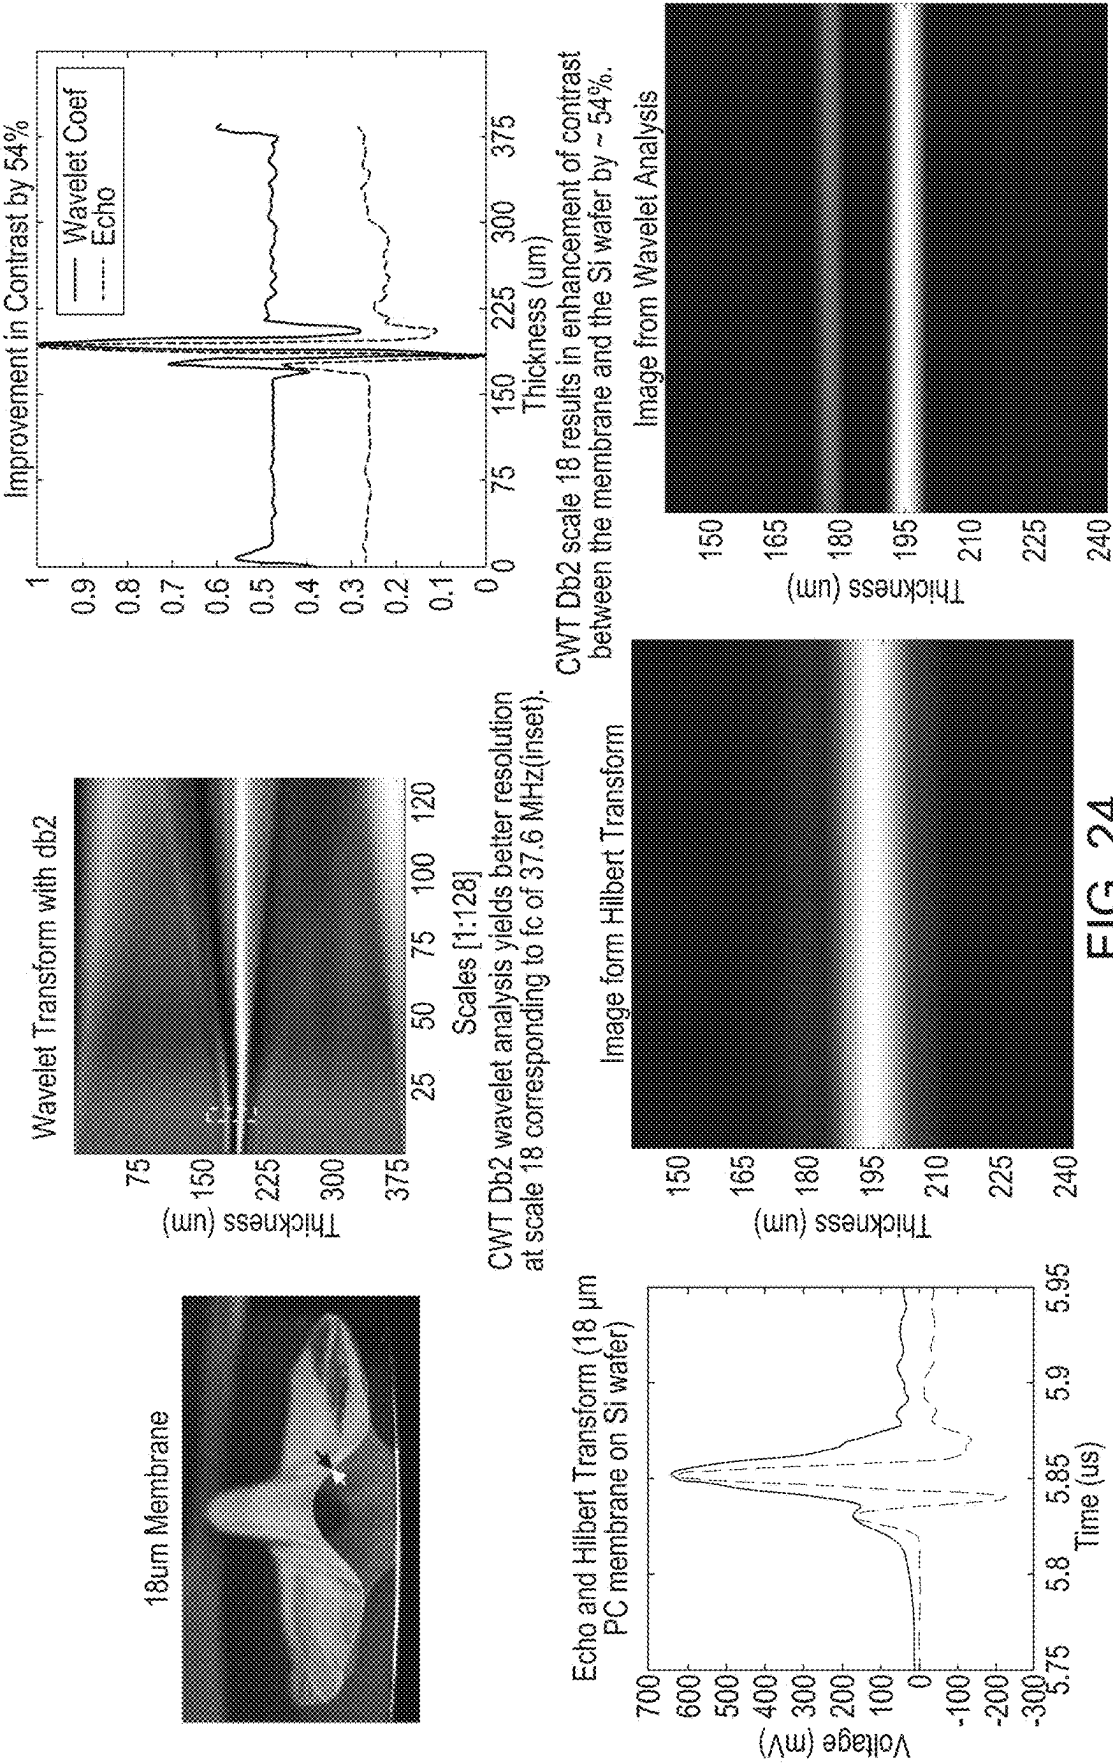 18um Membrane
Wavelet Transform with db2
Thickness (um)
75
150
225
300
375
25
50
75
100
120
Scales [1:128]
CWT Db2 wavelet analysis yields better resolution
at scale 18 corresponding to fc of 37.6 MHz(inset).
Improvement in Contrast by 54%
Wavelet Coef
Echo
1
0.9
0.8
0.7
0.6
0.5
0.4
0.3
0.2
0.1
0
0
75
150
225
300
375
Thickness (um)
CWT Db2 scale 18 results in enhancement of contrast
between the membrane and the Si wafer by ~ 54%.
Echo and Hilbert Transform (18 µm
PC membrane on Si wafer)
Voltage (mV)
700
600
500
400
300
200
100
0
-100
-200
-300
5.75
5.8
5.85
5.9
5.95
Time (us)
Image form Hilbert Transform
Thickness (um)
150
165
180
195
210
225
240
Image from Wavelet Analysis
Thickness (um)
150
165
180
195
210
225
240
FIG. 24